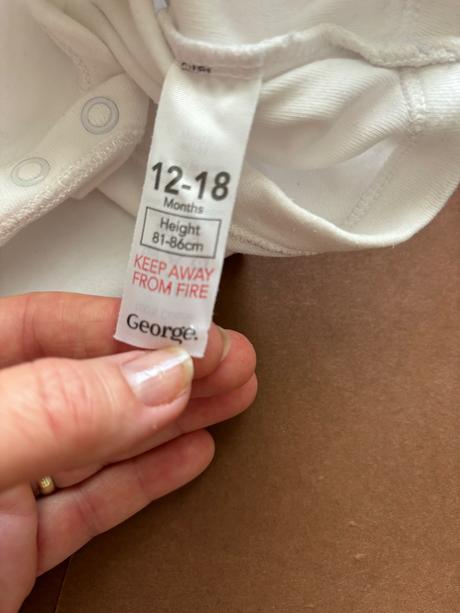 12-18
Months
Height
81-86cm
KEEP AWAY
FROM FIRE
George.